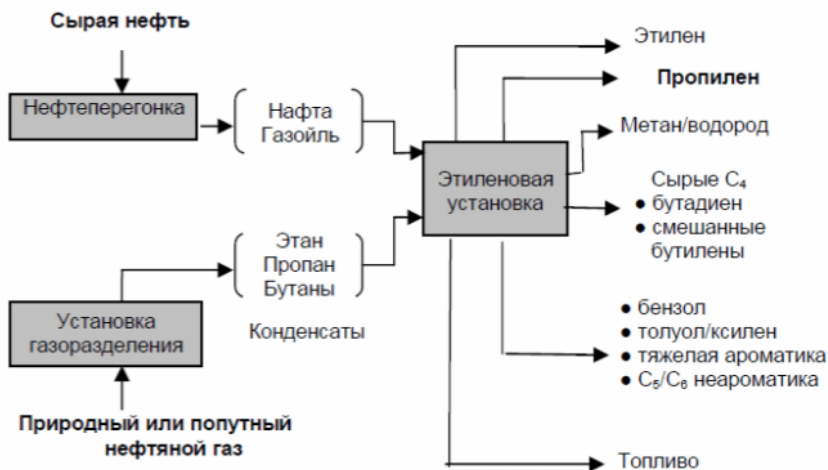 Сырая нефть
Нефтеперегонка
Нафта
Газойль
Этан
Пропан
Бутаны
Конденсаты
Установка
газоразделения
Природный или попутный
нефтяной газ
Этиленовая
установка
Этилен
Пропилен
Метан/водород
Сырые C₄
● бутадиен
● смешанные
бутилены
● бензол
● толуол/ксилен
● тяжелая ароматика
● C₅/C₆ неароматика
Топливо